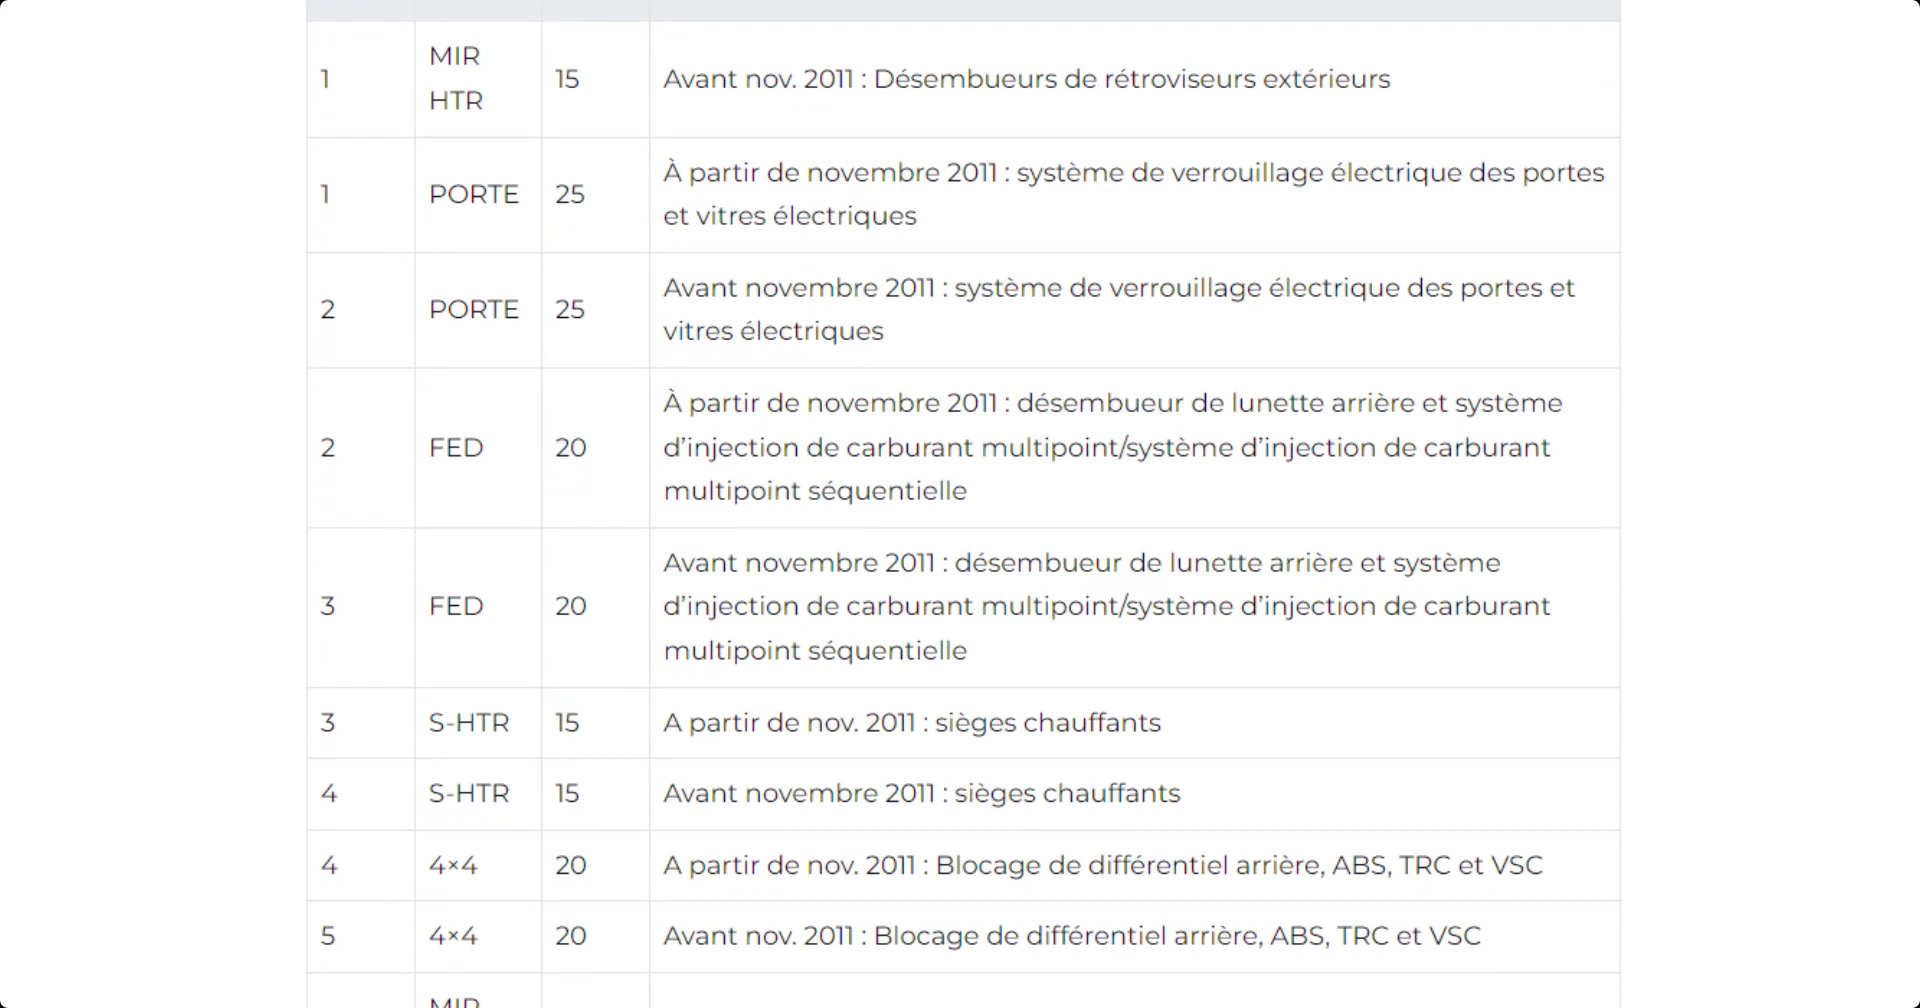 1
MIR
HTR
15
Avant nov. 2011 : Désembueurs de rétroviseurs extérieurs
1
PORTE
25
À partir de novembre 2011 : système de verrouillage électrique des portes
et vitres électriques
2
PORTE
25
Avant novembre 2011 : système de verrouillage électrique des portes et
vitres électriques
2
FED
20
À partir de novembre 2011 : désembueur de lunette arrière et système
d’injection de carburant multipoint/système d’injection de carburant
multipoint séquentielle
3
FED
20
Avant novembre 2011 : désembueur de lunette arrière et système
d’injection de carburant multipoint/système d’injection de carburant
multipoint séquentielle
3
S-HTR
15
A partir de nov. 2011 : sièges chauffants
4
S-HTR
15
Avant novembre 2011 : sièges chauffants
4
4×4
20
A partir de nov. 2011 : Blocage de différentiel arrière, ABS, TRC et VSC
5
4×4
20
Avant nov. 2011 : Blocage de différentiel arrière, ABS, TRC et VSC
MIR